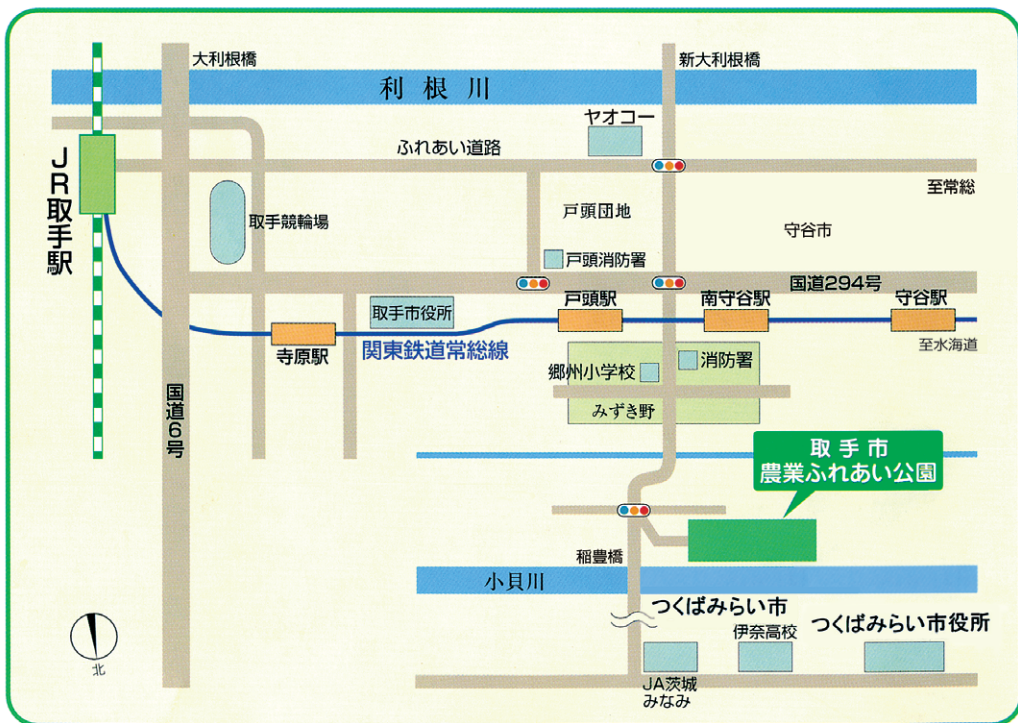 大利根橋
新大利根橋
利根川
ヤオコー
ふれあい道路
至常総
JR取手駅
取手競輪場
戸頭団地
守谷市
戸頭消防署
国道294号
取手市役所
戸頭駅
南守谷駅
守谷駅
寺原駅
関東鉄道常総線
至水海道
郷州小学校
消防署
みずき野
国道6号
取手市
農業ふれあい公園
稲豊橋
小貝川
つくばみらい市
伊奈高校
つくばみらい市役所
JA茨城
みなみ
北